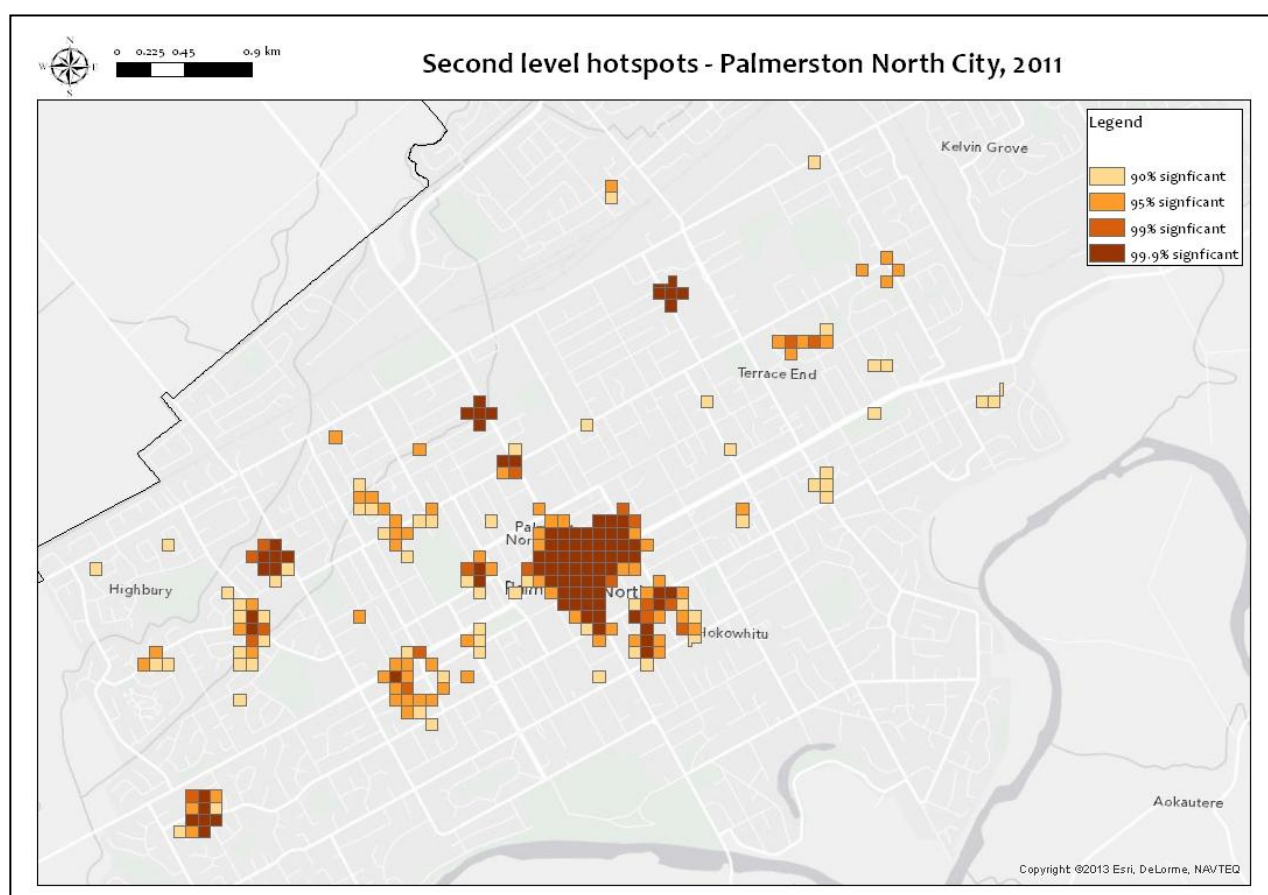 N
W E
S
0 0.225 0.45 0.9 km
Second level hotspots - Palmerston North City, 2011
Legend
90% signficant
95% signficant
99% signficant
99.9% signficant
Kelvin Grove
Terrace End
Highbury
Hokowhitu
Aokautere
Copyright ©2013 Esri, DeLorme, NAVTEQ